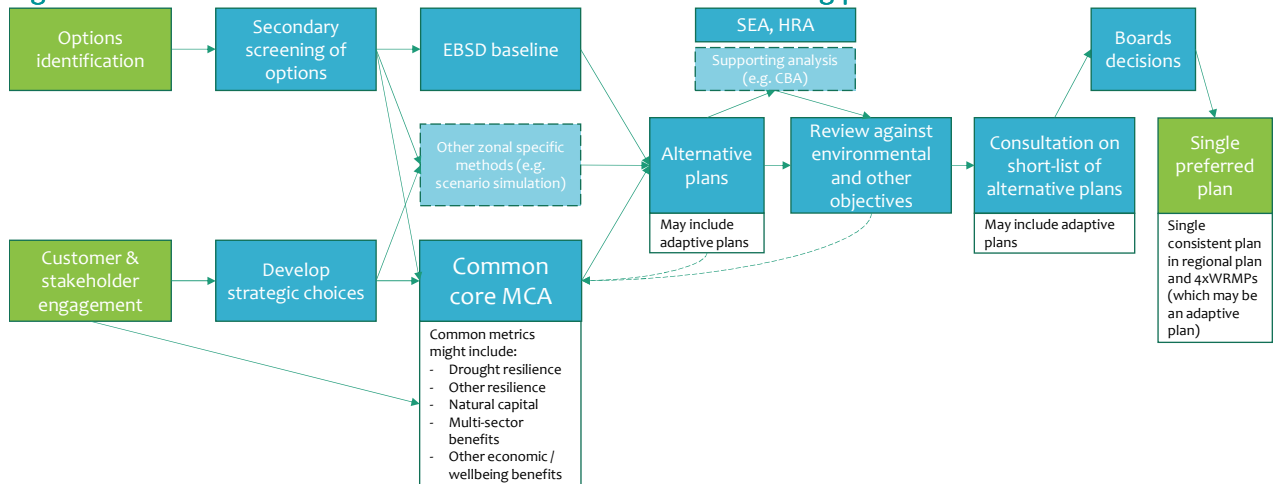 Options
identification
Secondary
screening of
options
EBSD baseline
SEA, HRA
Supporting analysis
(e.g. CBA)
Boards
decisions
Other zonal specific
methods (e.g.
scenario simulation)
Alternative
plans
May include
adaptive plans
Review against
environmental
and other
objectives
Consultation on
short-list of
alternative plans
May include adaptive
plans
Single
preferred
plan
Single
consistent plan
in regional plan
and 4xWRMPs
(which may be
an adaptive
plan)
Customer &
stakeholder
engagement
Develop
strategic choices
Common
core MCA
Common metrics
might include:
- Drought resilience
- Other resilience
- Natural capital
- Multi-sector
benefits
- Other economic /
wellbeing benefits